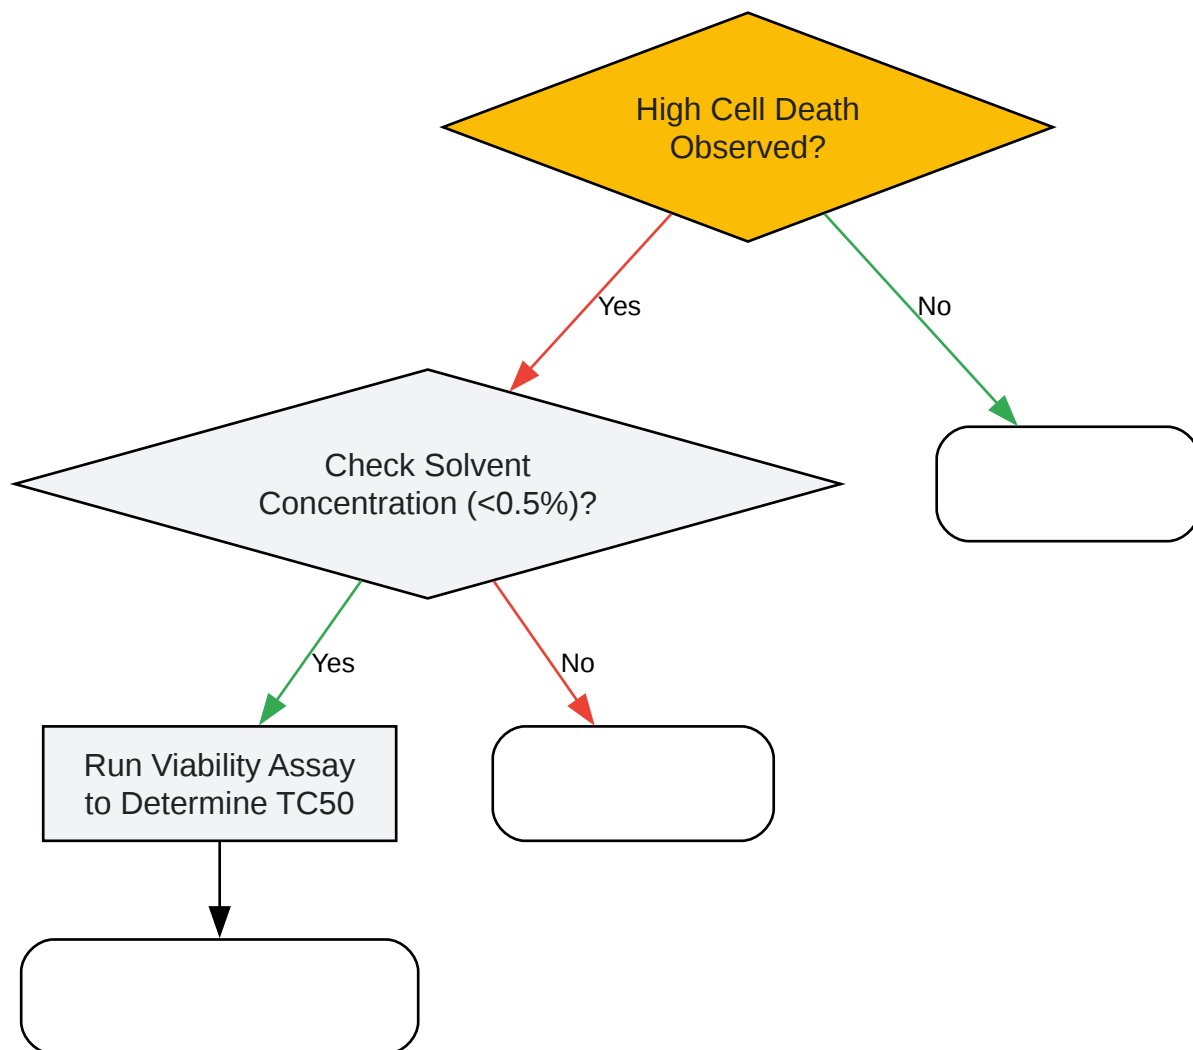 High Cell Death
Observed?
Yes
No
Check Solvent
Concentration (<0.5%)?
Yes
No
Run Viability Assay
to Determine TC50